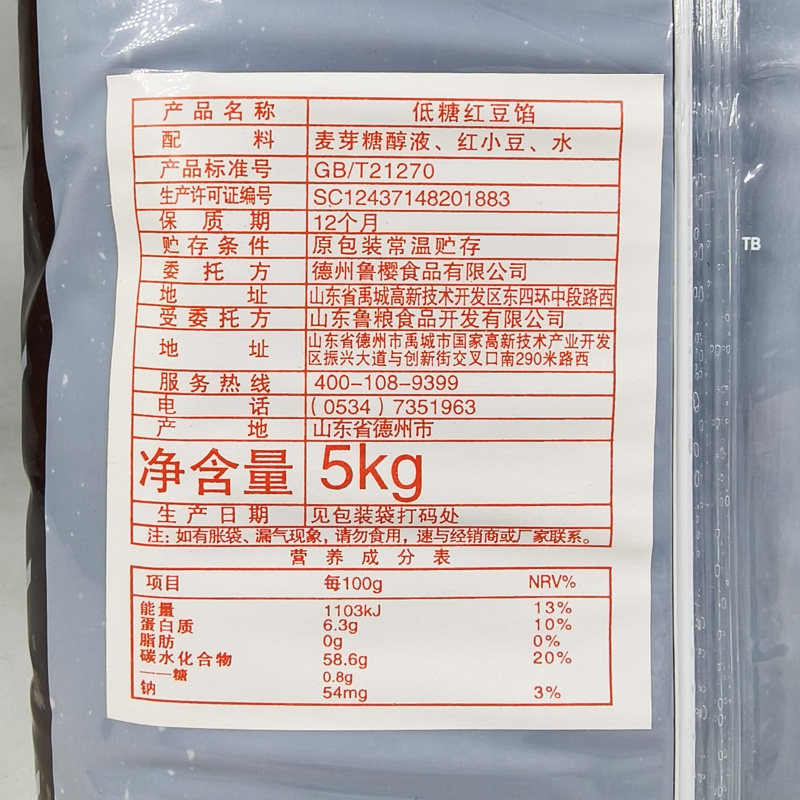 产品名称 低糖红豆馅
配料 麦芽糖醇液、红小豆、水
产品标准号 GB/T21270
生产许可证编号 SC12437148201883
保质期 12个月
贮存条件 原包装常温贮存
委托方 德州鲁樱食品有限公司
地址 山东省禹城高新技术开发区东四环中段路西
受委托方 山东鲁粮食品开发有限公司
地址 山东省德州市禹城市国家高新技术产业开发
区振兴大道与创新街交叉口南290米路西
服务热线 400-108-9399
电话 (0534)7351963
产地 山东省德州市
净含量 5kg
生产日期 见包装袋打码处
注:如有胀袋、漏气现象,请勿食用,速与经销商或厂家联系。
营养成分表
项目 每100g NRV%
能量 1103kJ 13%
蛋白质 6.3g 10%
脂肪 0g 0%
碳水化合物 58.6g 20%
——糖 0.8g
钠 54mg 3%
TB